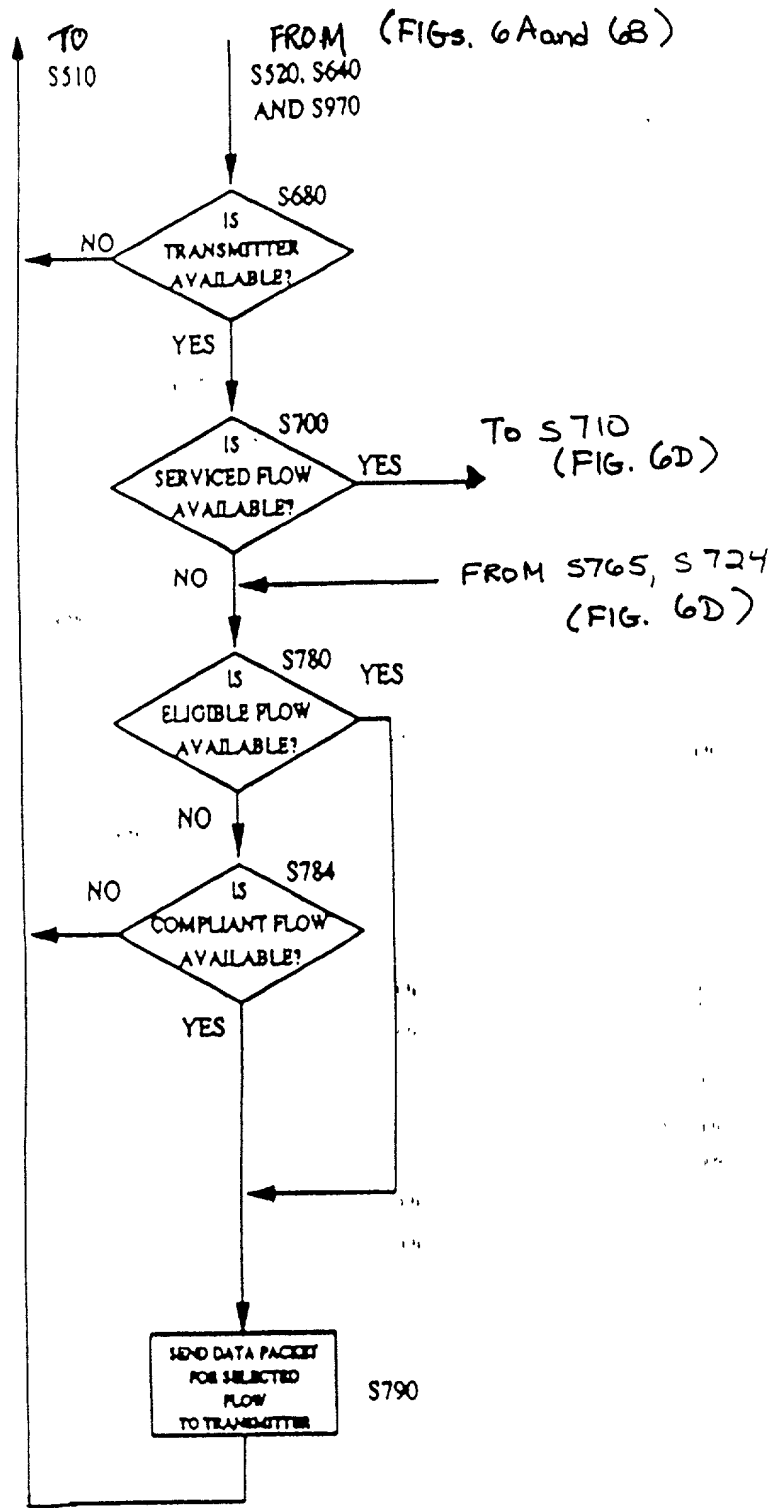 TO
S510
FROM (FIGs. 6A and 6B)
S520, S640
AND S970
S680
IS
TRANSMITTER
AVAILABLE?
NO
YES
S700
IS
SERVICED FLOW
AVAILABLE?
YES
To S710
(FIG. 6D)
NO
FROM S765, S724
(FIG. 6D)
S780
IS
ELIGIBLE FLOW
AVAILABLE?
YES
NO
S784
IS
COMPLIANT FLOW
AVAILABLE?
NO
YES
SEND DATA PACKET
FOR SELECTED
FLOW
TO TRANSMITTER
S790